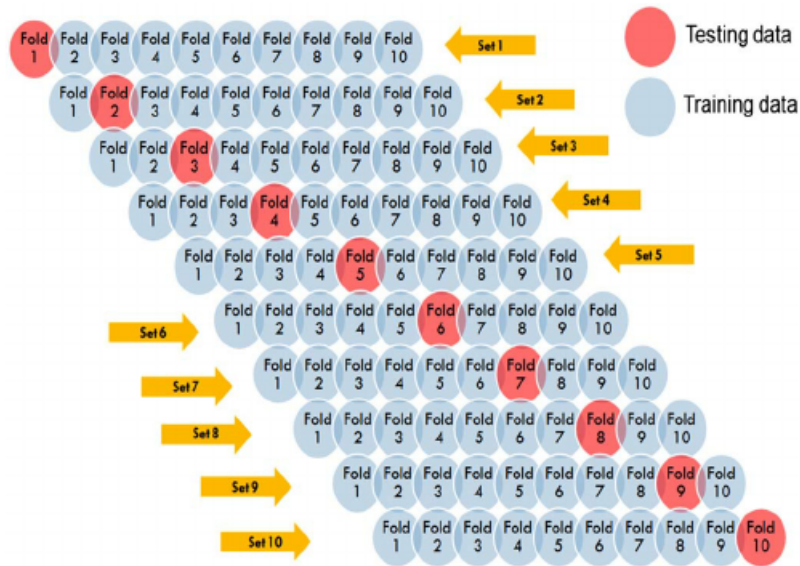 Fold Fold Fold Fold Fold Fold Fold Fold Fold Fold
1 2 3 4 5 6 7 8 9 10
Set 1
Testing data
Fold Fold Fold Fold Fold Fold Fold Fold Fold Fold
1 2 3 4 5 6 7 8 9 10
Set 2
Training data
Fold Fold Fold Fold Fold Fold Fold Fold Fold Fold
1 2 3 4 5 6 7 8 9 10
Set 3
Fold Fold Fold Fold Fold Fold Fold Fold Fold Fold
1 2 3 4 5 6 7 8 9 10
Set 4
Fold Fold Fold Fold Fold Fold Fold Fold Fold Fold
1 2 3 4 5 6 7 8 9 10
Set 5
Fold Fold Fold Fold Fold Fold Fold Fold Fold Fold
1 2 3 4 5 6 7 8 9 10
Set 6
Fold Fold Fold Fold Fold Fold Fold Fold Fold Fold
1 2 3 4 5 6 7 8 9 10
Set 7
Fold Fold Fold Fold Fold Fold Fold Fold Fold Fold
1 2 3 4 5 6 7 8 9 10
Set 8
Fold Fold Fold Fold Fold Fold Fold Fold Fold Fold
1 2 3 4 5 6 7 8 9 10
Set 9
Fold Fold Fold Fold Fold Fold Fold Fold Fold Fold
1 2 3 4 5 6 7 8 9 10
Set 10